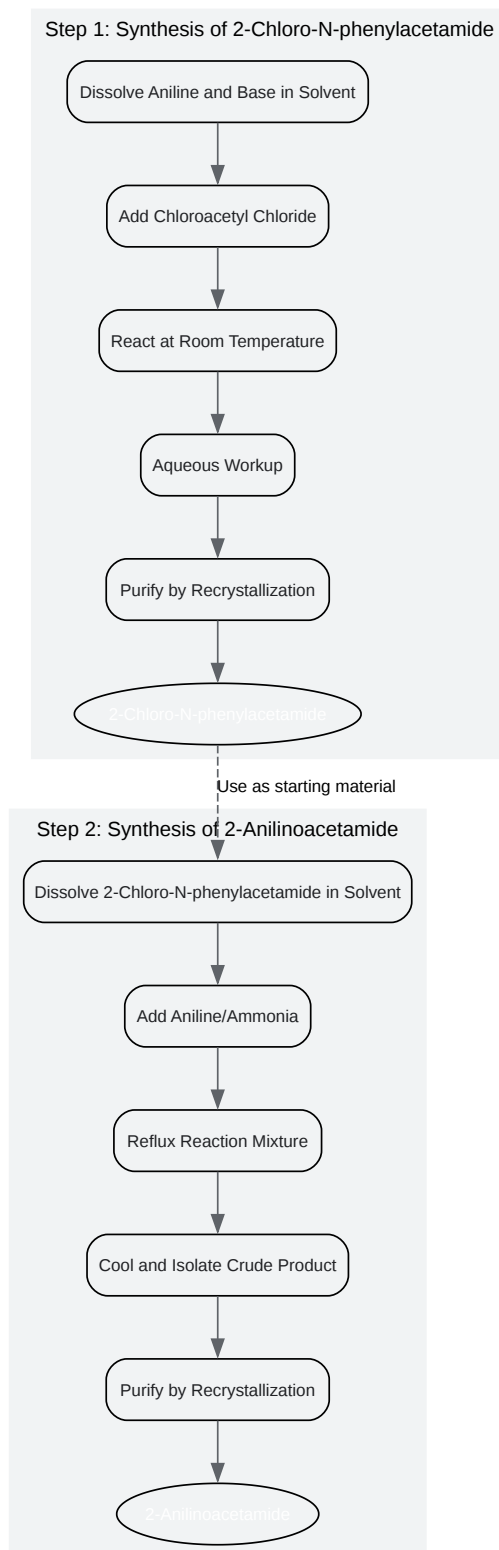 Step 1: Synthesis of 2-Chloro-N-phenylacetamide
Dissolve Aniline and Base in Solvent
Add Chloroacetyl Chloride
React at Room Temperature
Aqueous Workup
Purify by Recrystallization
2-Chloro-N-phenylacetamide
Use as starting material
Step 2: Synthesis of 2-Anilinoacetamide
Dissolve 2-Chloro-N-phenylacetamide in Solvent
Add Aniline/Ammonia
Reflux Reaction Mixture
Cool and Isolate Crude Product
Purify by Recrystallization
2-Anilinoacetamide